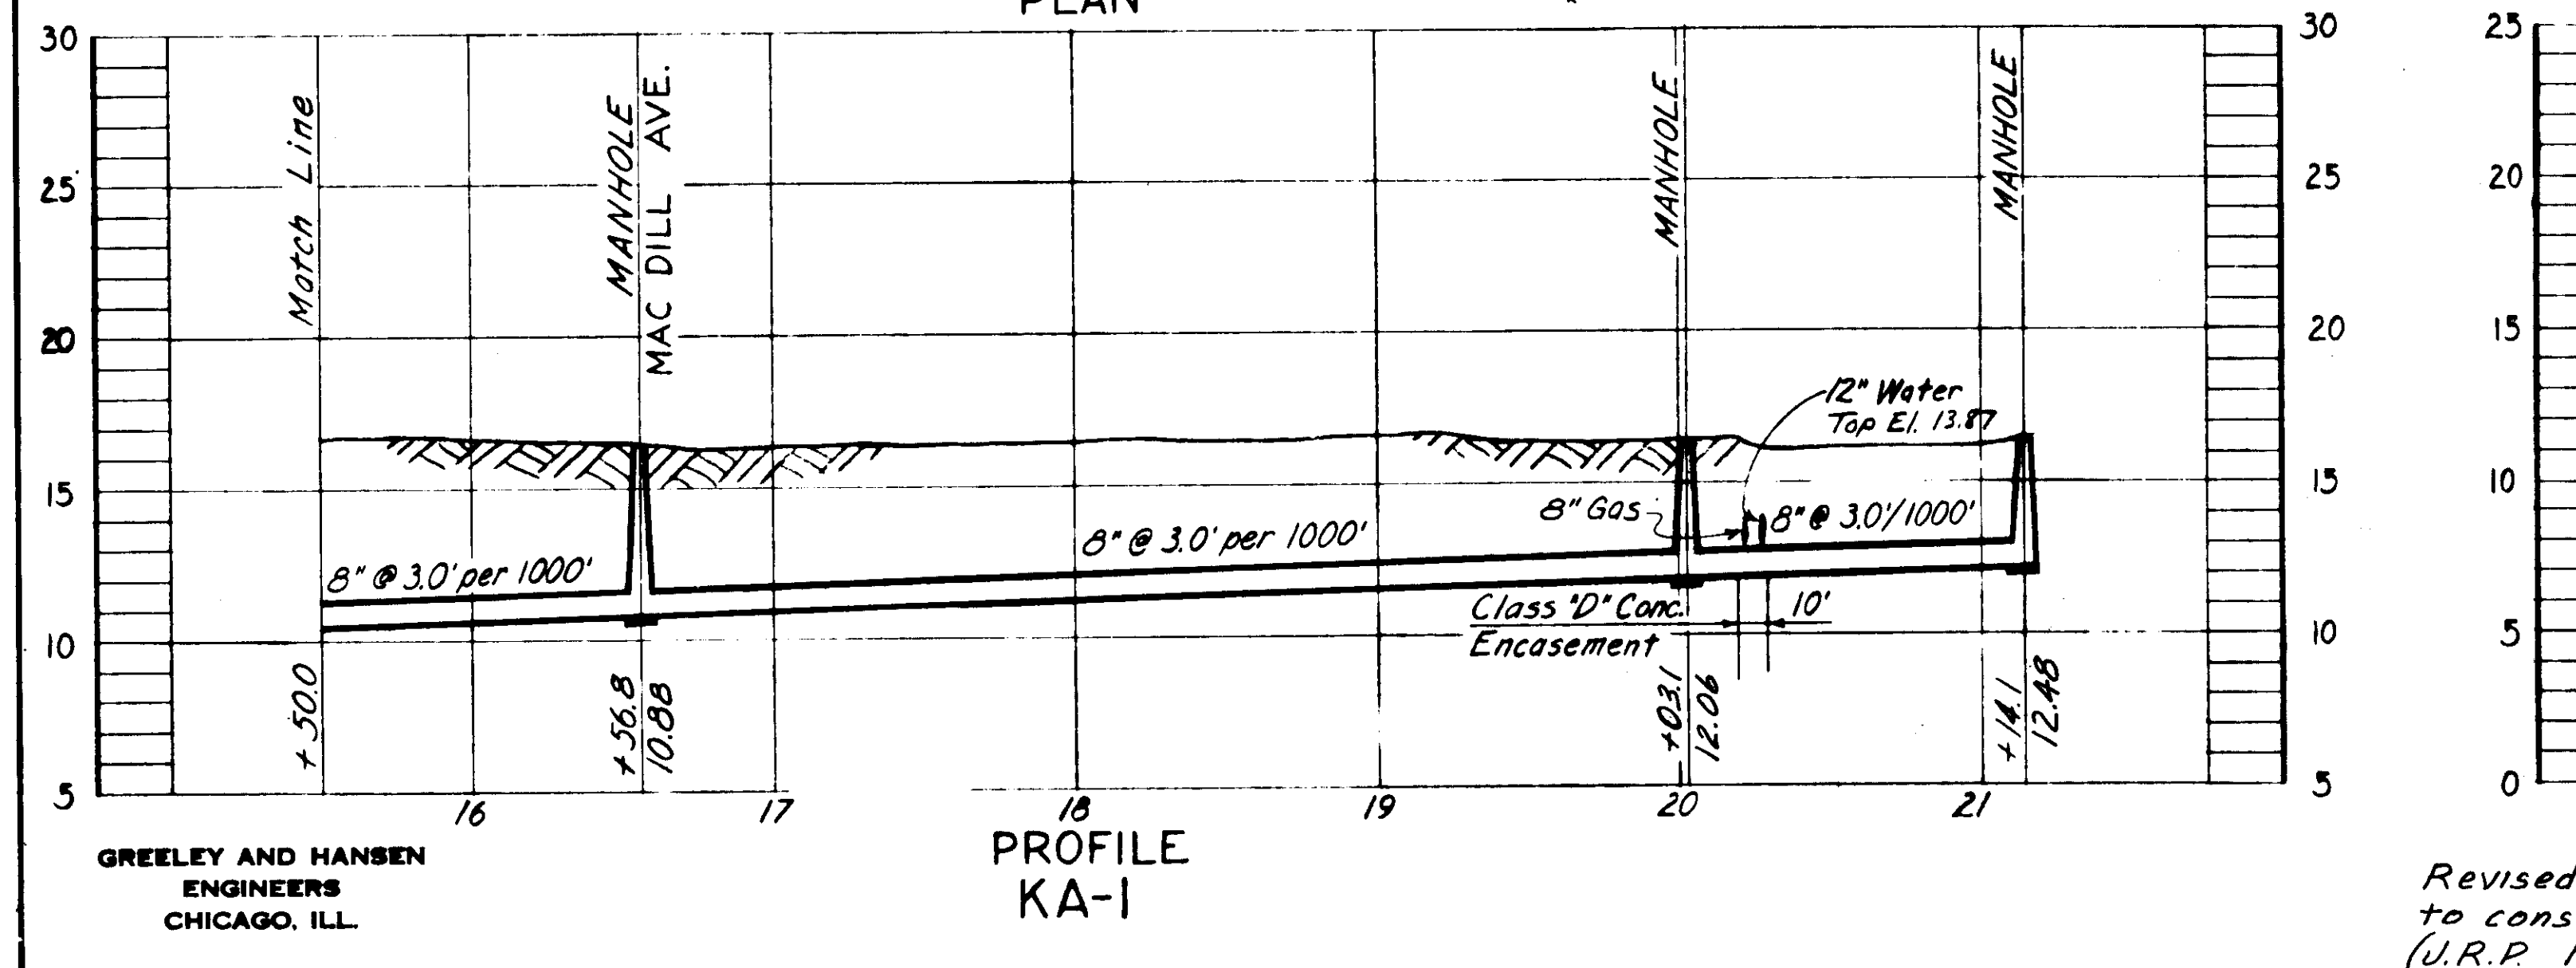 PLAN
30
25
20
15
10
5
Match Line
MANHOLE
MAC DILL AVE.
MANHOLE
MANHOLE
30
25
20
15
10
5
25
20
15
10
5
0
12" Water
Top El. 13.87
8" Gas
8" @ 3.0' per 1000'
8" @ 3.0' per 1000'
8" @ 3.0'/1000'
Class "D" Conc.
Encasement
10'
+50.0
+56.8
10.88
+03.1
12.06
+14.1
12.48
16
17
18
19
20
21
PROFILE
KA-1
GREELEY AND HANSEN
ENGINEERS
CHICAGO, ILL.
Revised
to cons
(J.R.P.